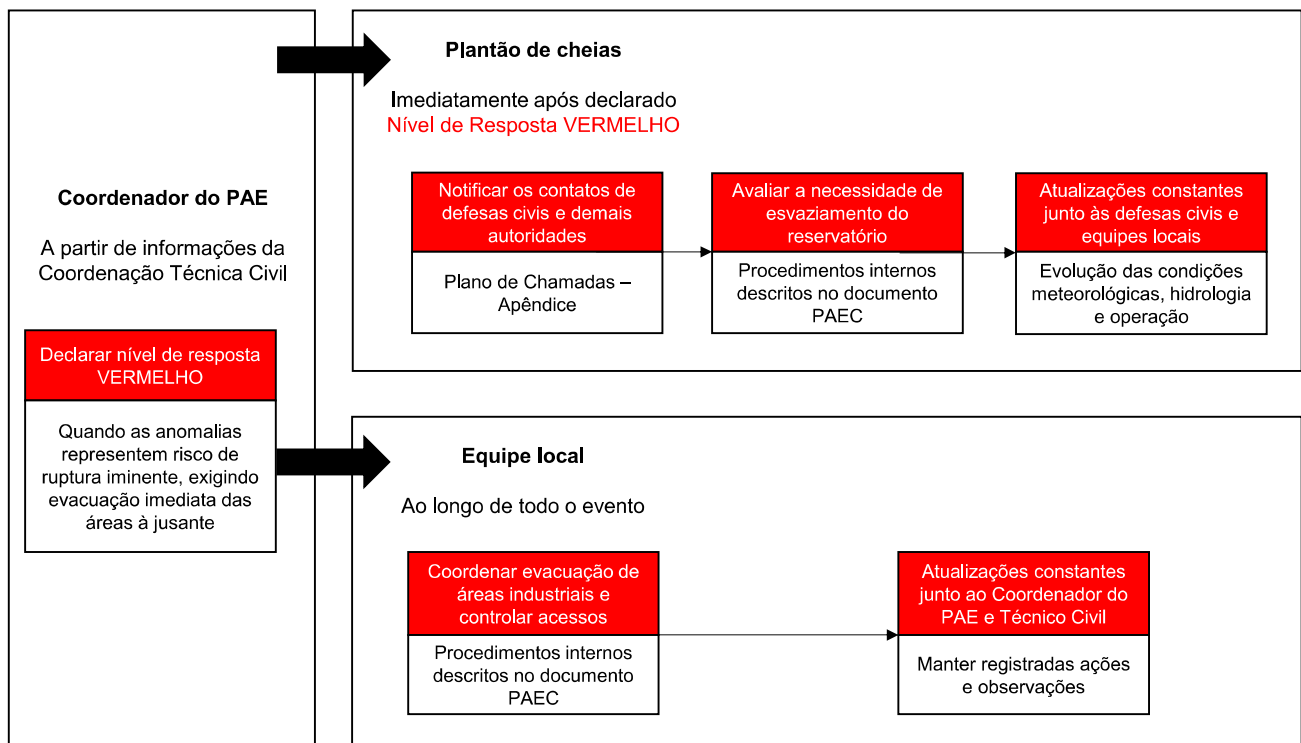 Coordenador do PAE
A partir de informações da
Coordenação Técnica Civil
Declarar nível de resposta
VERMELHO
Quando as anomalias
representem risco de
ruptura iminente, exigindo
evacuação imediata das
áreas à jusante
Plantão de cheias
Imediatamente após declarado
Nível de Resposta VERMELHO
Notificar os contatos de
defesas civis e demais
autoridades
Plano de Chamadas –
Apêndice
Avaliar a necessidade de
esvaziamento do
reservatório
Procedimentos internos
descritos no documento
PAEC
Atualizações constantes
junto às defesas civis e
equipes locais
Evolução das condições
meteorológicas, hidrologia
e operação
Equipe local
Ao longo de todo o evento
Coordenar evacuação de
áreas industriais e
controlar acessos
Procedimentos internos
descritos no documento
PAEC
Atualizações constantes
junto ao Coordenador do
PAE e Técnico Civil
Manter registradas ações
e observações